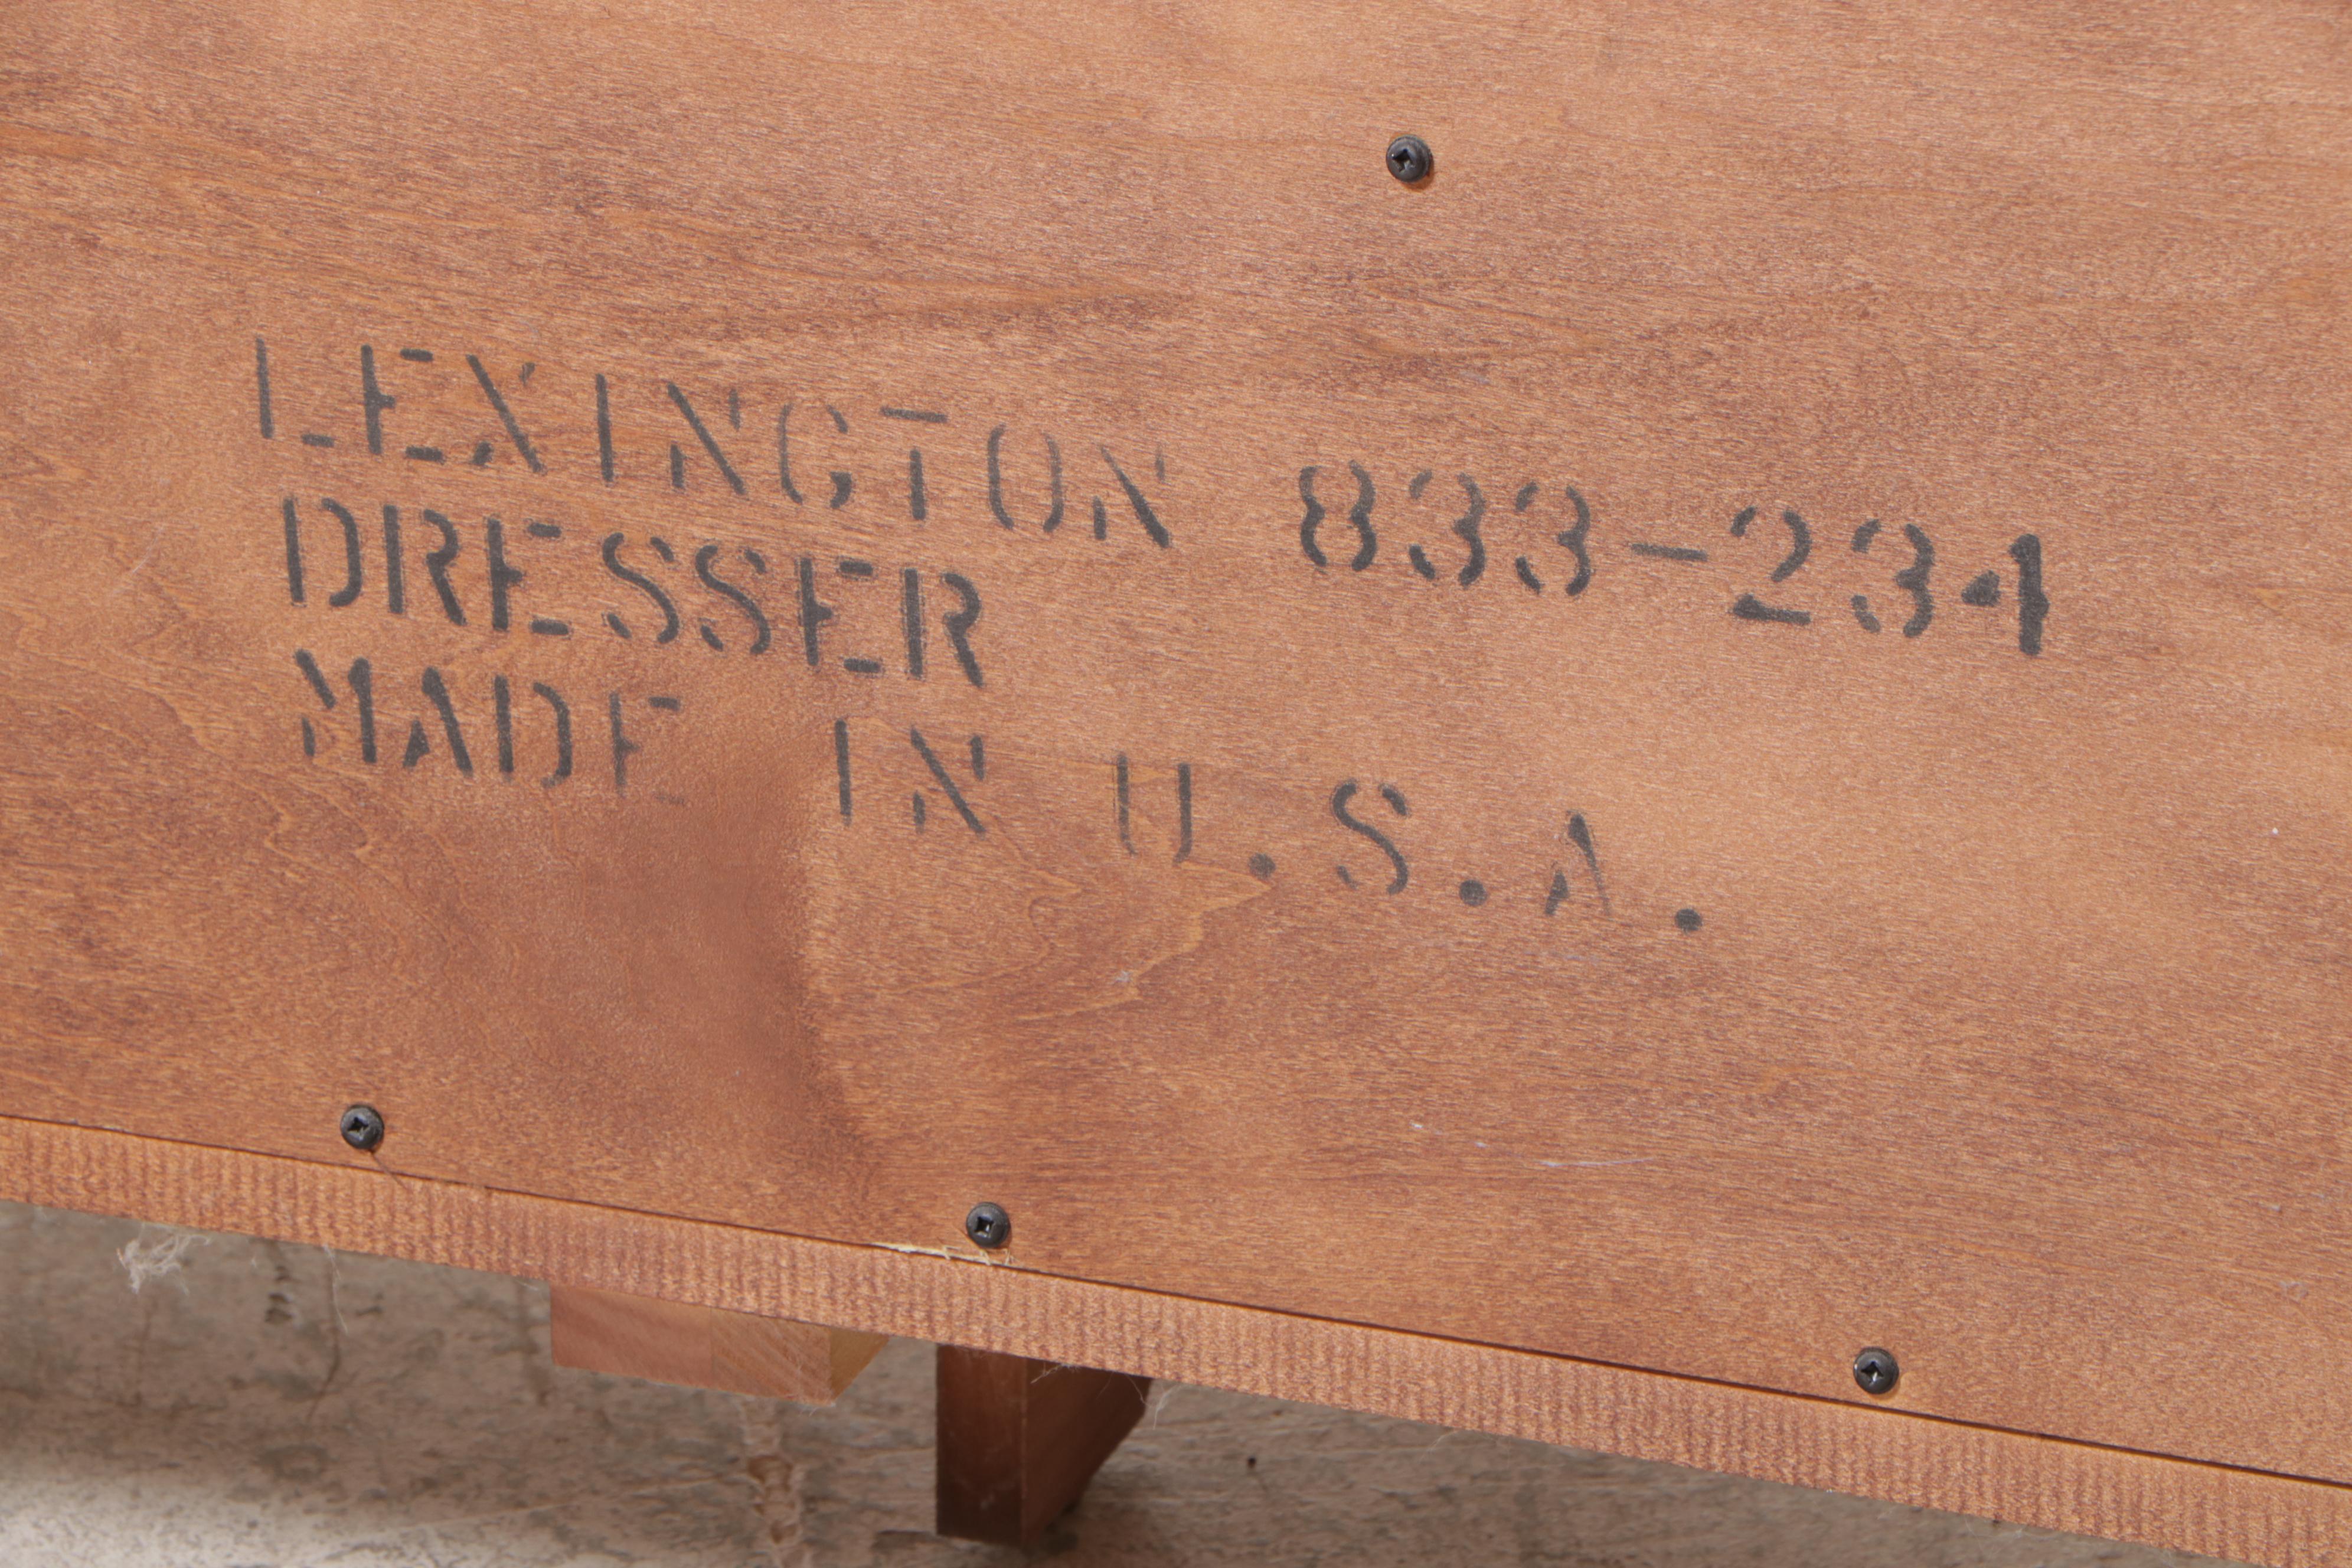 LEXINGTON 833-234
DRESSER
MADE IN U.S.A.